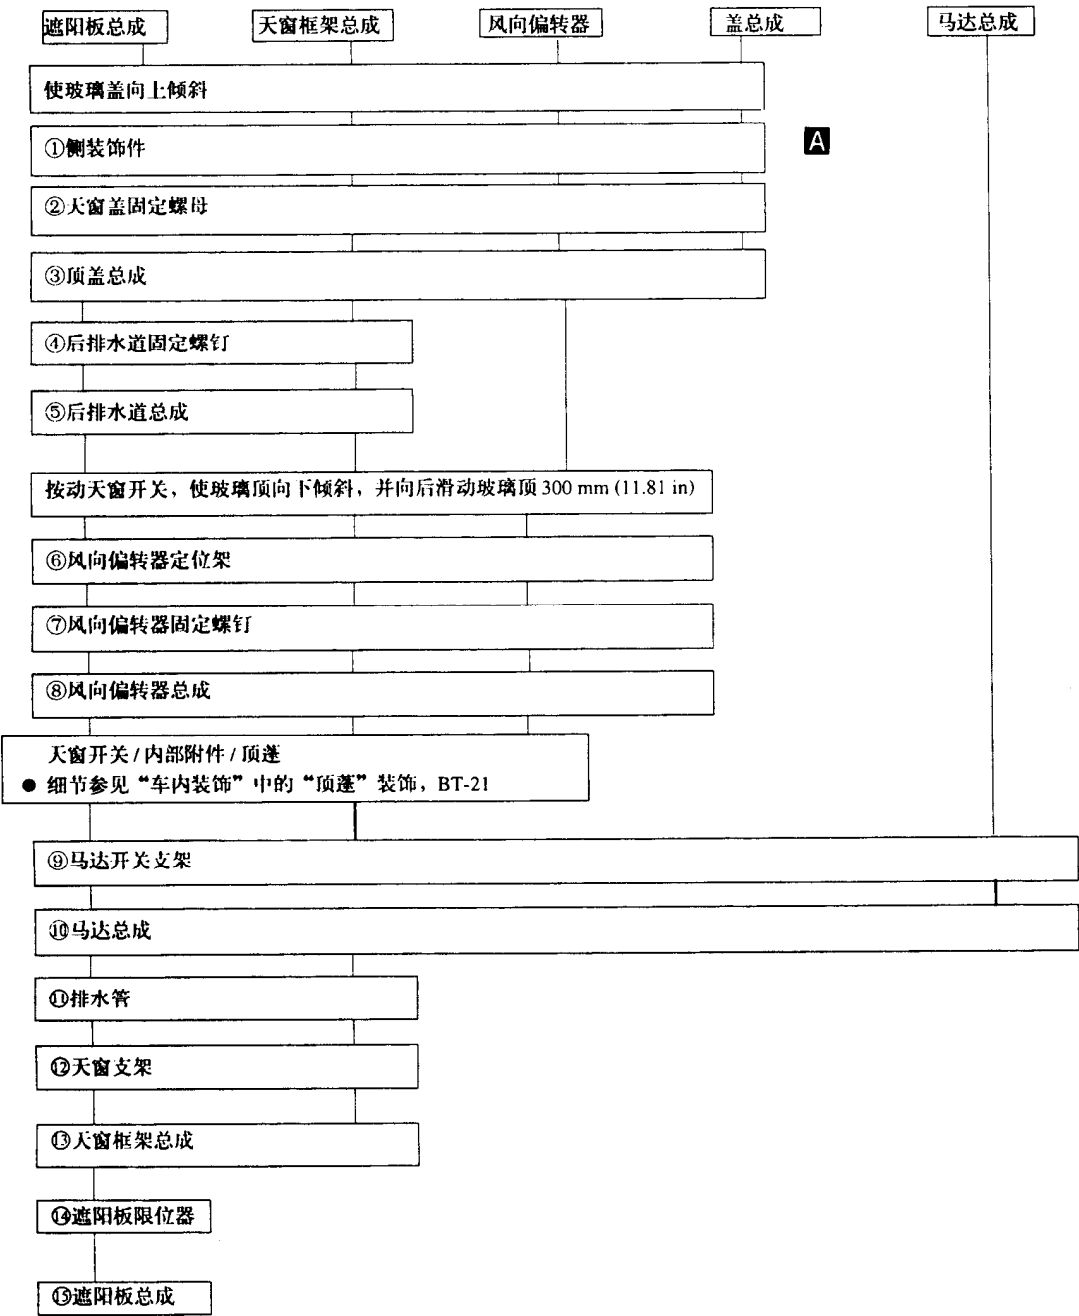 遮阳板总成 天窗框架总成 风向偏转器 盖总成 马达总成
使玻璃盖向上倾斜
①侧装饰件
A
②天窗盖固定螺母
③顶盖总成
④后排水道固定螺钉
⑤后排水道总成
按动天窗开关，使玻璃顶向下倾斜，并向后滑动玻璃顶 300 mm (11.81 in)
⑥风向偏转器定位架
⑦风向偏转器固定螺钉
⑧风向偏转器总成
天窗开关 / 内部附件 / 顶蓬
● 细节参见“车内装饰”中的“顶蓬”装饰，BT-21
⑨马达开关支架
⑩马达总成
⑪排水管
⑫天窗支架
⑬天窗框架总成
⑭遮阳板限位器
⑮遮阳板总成